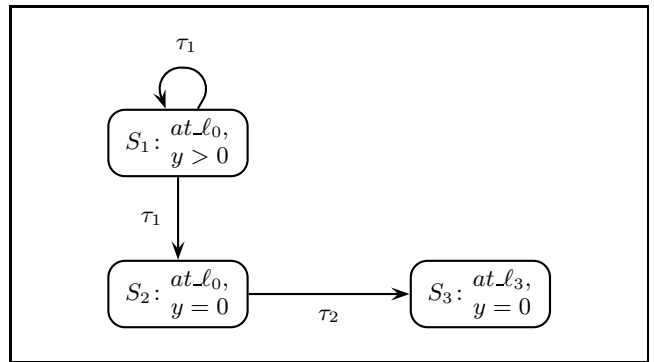 τ₁
S₁: at_ℓ₀,
y > 0
τ₁
S₂: at_ℓ₀,
y = 0
τ₂
S₃: at_ℓ₃,
y = 0